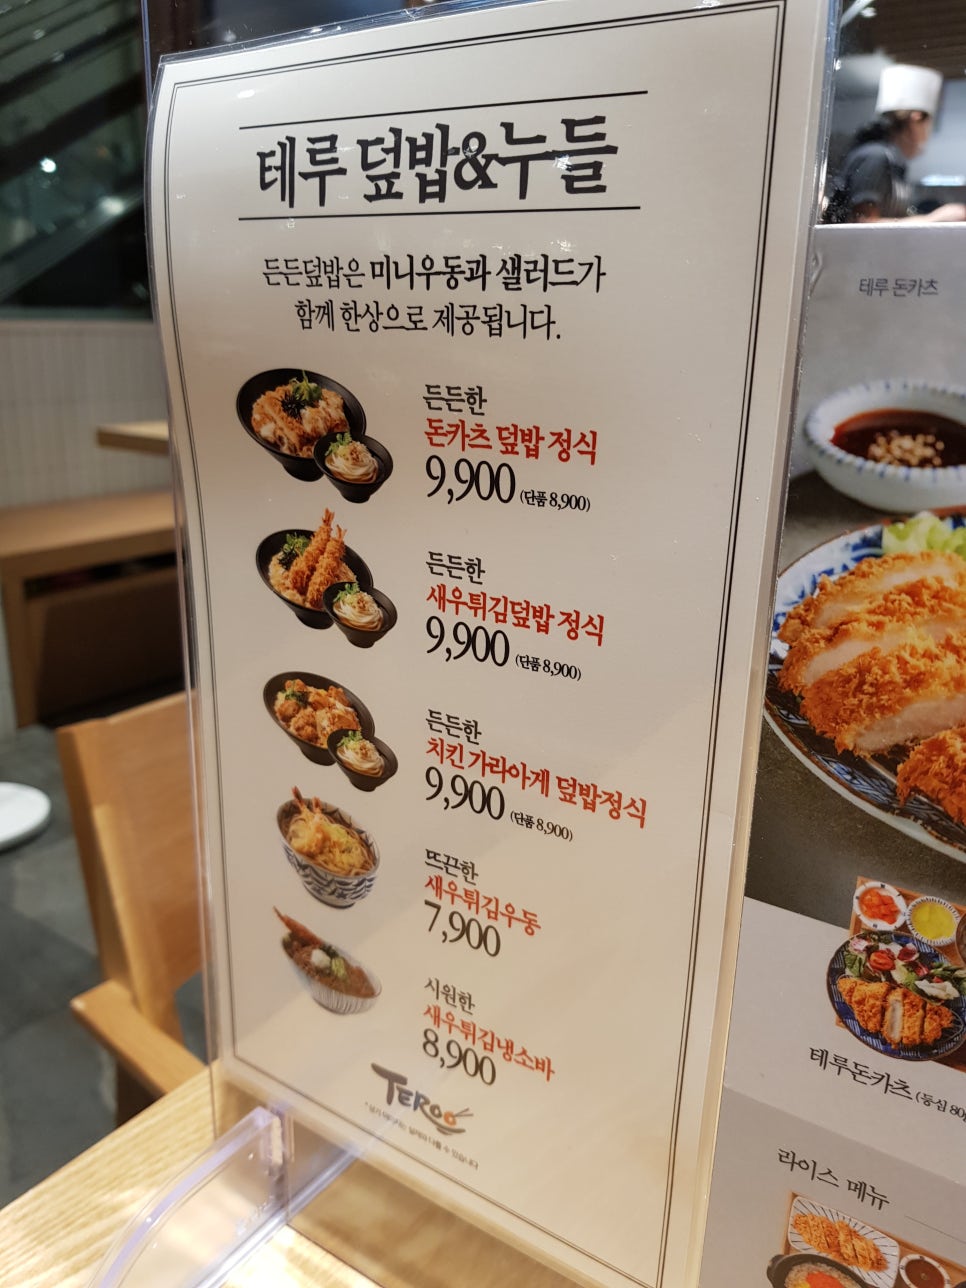 테루 덮밥&누들
든든덮밥은 미니우동과 샐러드가
함께 한상으로 제공됩니다.
든든한
돈카츠 덮밥 정식
9,900 (단품 8,900)
든든한
새우튀김덮밥 정식
9,900 (단품 8,900)
든든한
치킨 가라아게 덮밥정식
9,900 (단품 8,900)
뜨끈한
새우튀김우동
7,900
시원한
새우튀김냉소바
8,900
TEROO
테루 돈카츠
테루돈카츠 (등심 80
라이스 메뉴